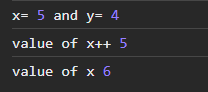 x= 5 and y= 4
value of x++ 5
value of x 6